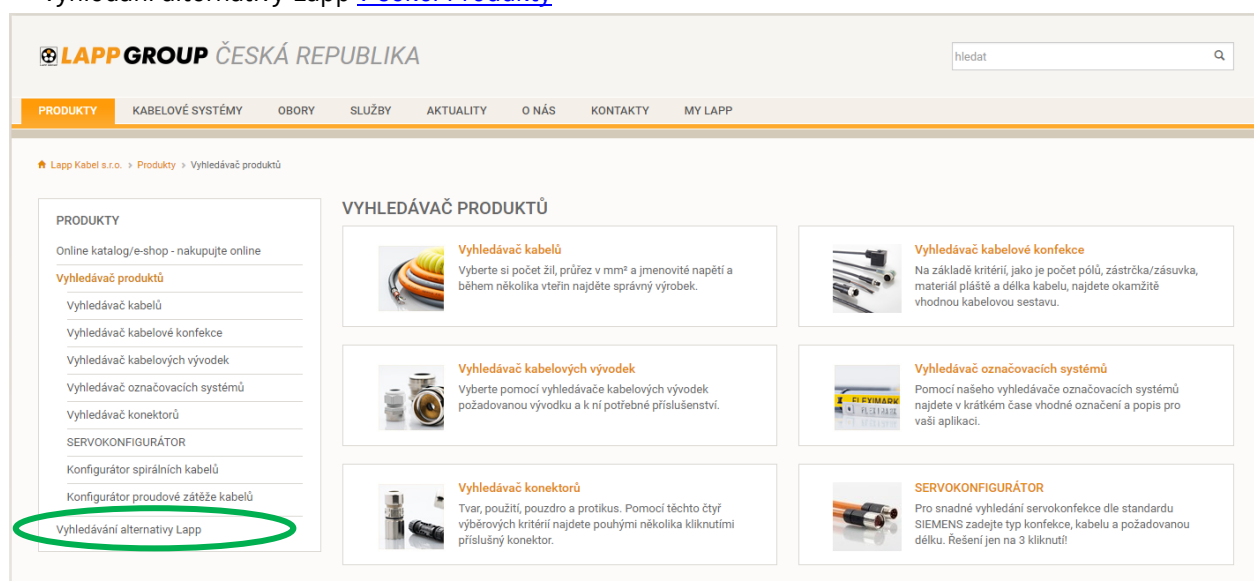 Vyhledání alternativy Lapp
LAPP GROUP ČESKÁ REPUBLIKA
hledat
PRODUKTY KABELOVÉ SYSTÉMY OBORY SLUŽBY AKTUALITY O NÁS KONTAKTY MY LAPP
Lapp Kabel s.r.o. > Produkty > Vyhledávač produktů
PRODUKTY
Online katalog/e-shop - nakupujte online
Vyhledávač produktů
Vyhledávač kabelů
Vyhledávač kabelové konfekce
Vyhledávač kabelových vývodek
Vyhledávač označovacích systémů
Vyhledávač konektorů
SERVOKONFIGURÁTOR
Konfigurátor spirálních kabelů
Konfigurátor proudové zátěže kabelů
Vyhledávání alternativy Lapp
VYHLEDÁVAČ PRODUKTŮ
Vyhledávač kabelů
Vyberte si počet žil, průřez v mm² a jmenovité napětí a
během několika vteřin najděte správný výrobek.
Vyhledávač kabelové konfekce
Na základě kritérií, jako je počet pólů, zástrčka/zásuvka,
materiál pláště a délka kabelu, najdete okamžitě
vhodnou kabelovou sestavu.
Vyhledávač kabelových vývodek
Vyberte pomocí vyhledávače kabelových vývodek
požadovanou vývodku a k ní potřebné příslušenství.
FLEXIMARK
Vyhledávač označovacích systémů
Pomocí našeho vyhledávače označovacích systémů
najdete v krátkém čase vhodné označení a popis pro
vaši aplikaci.
Vyhledávač konektorů
Tvar, použití, pouzdro a protikus. Pomocí těchto čtyř
výběrových kritérií najdete pouhými několika kliknutími
příslušný konektor.
SERVOKONFIGURÁTOR
Pro snadné vyhledání servokonfekce dle standardu
SIEMENS zadejte typ konfekce, kabelu a požadovanou
délku. Řešení jen na 3 kliknutí!